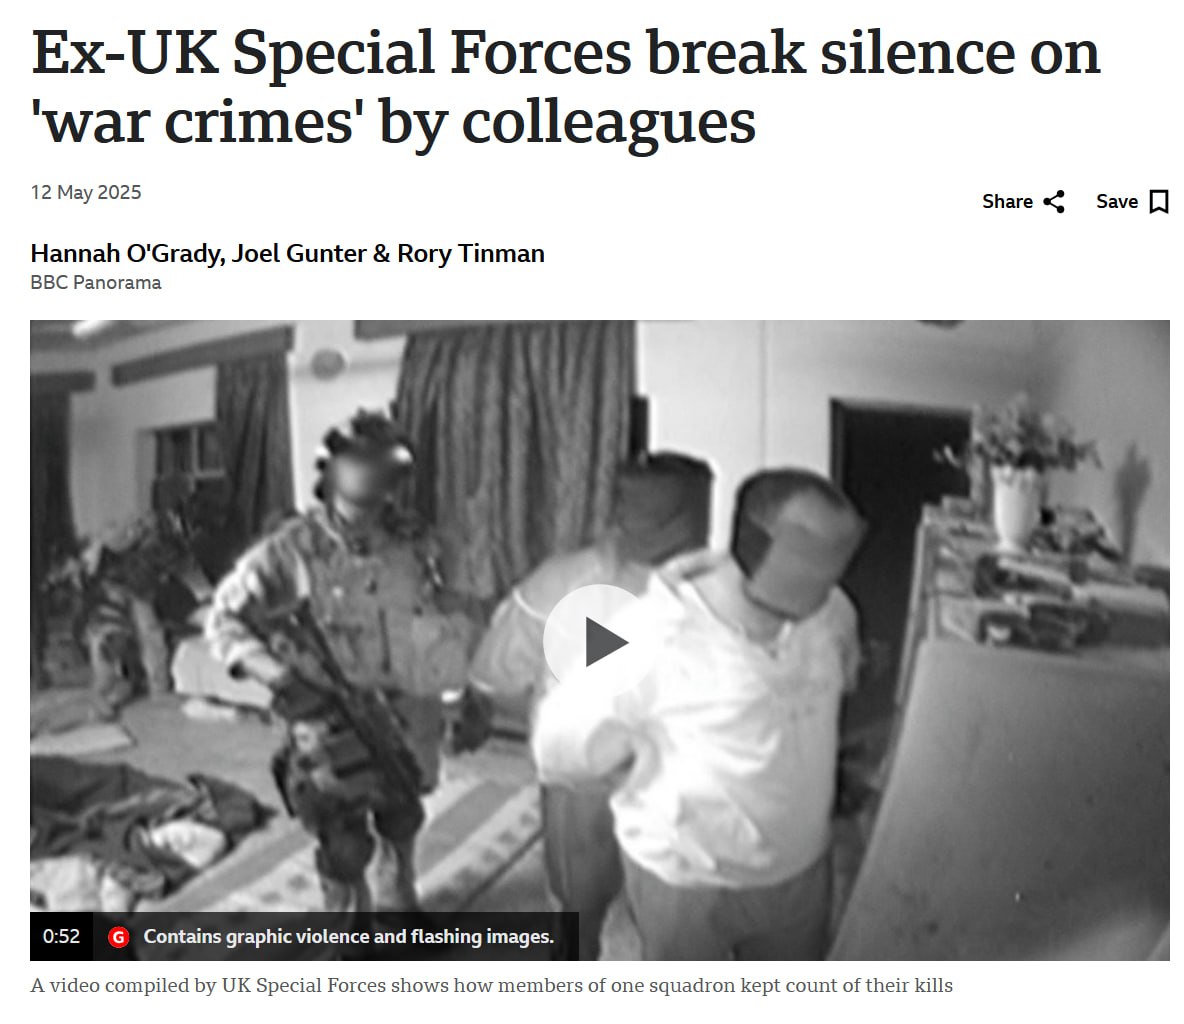 Ex-UK Special Forces break silence on
'war crimes' by colleagues
12 May 2025
Share
Save
Hannah O'Grady, Joel Gunter & Rory Tinman
BBC Panorama
0:52 G Contains graphic violence and flashing images.
A video compiled by UK Special Forces shows how members of one squadron kept count of their kills